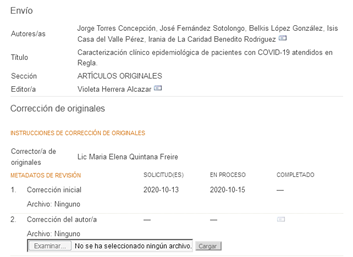 Envío
Autores/as Jorge Torres Concepción, José Fernández Sotolongo, Belkis López González, Isis
Casa del Valle Pérez, Irania de La Caridad Benedito Rodriguez
Título Caracterización clínico epidemiológica de pacientes con COVID-19 atendidos en
Regla.
Sección ARTÍCULOS ORIGINALES
Editor/a Violeta Herrera Alcazar
Corrección de originales
INSTRUCCIONES DE CORRECCIÓN DE ORIGINALES
Corrector/a de
originales Lic Maria Elena Quintana Freire
METADATOS DE REVISIÓN SOLICITUD(ES) EN PROCESO COMPLETADO
1. Corrección inicial 2020-10-13 2020-10-15 —
Archivo: Ninguno
2. Corrección del autor/a — —
Archivo: Ninguno
Examinar... No se ha seleccionado ningún archivo. Cargar